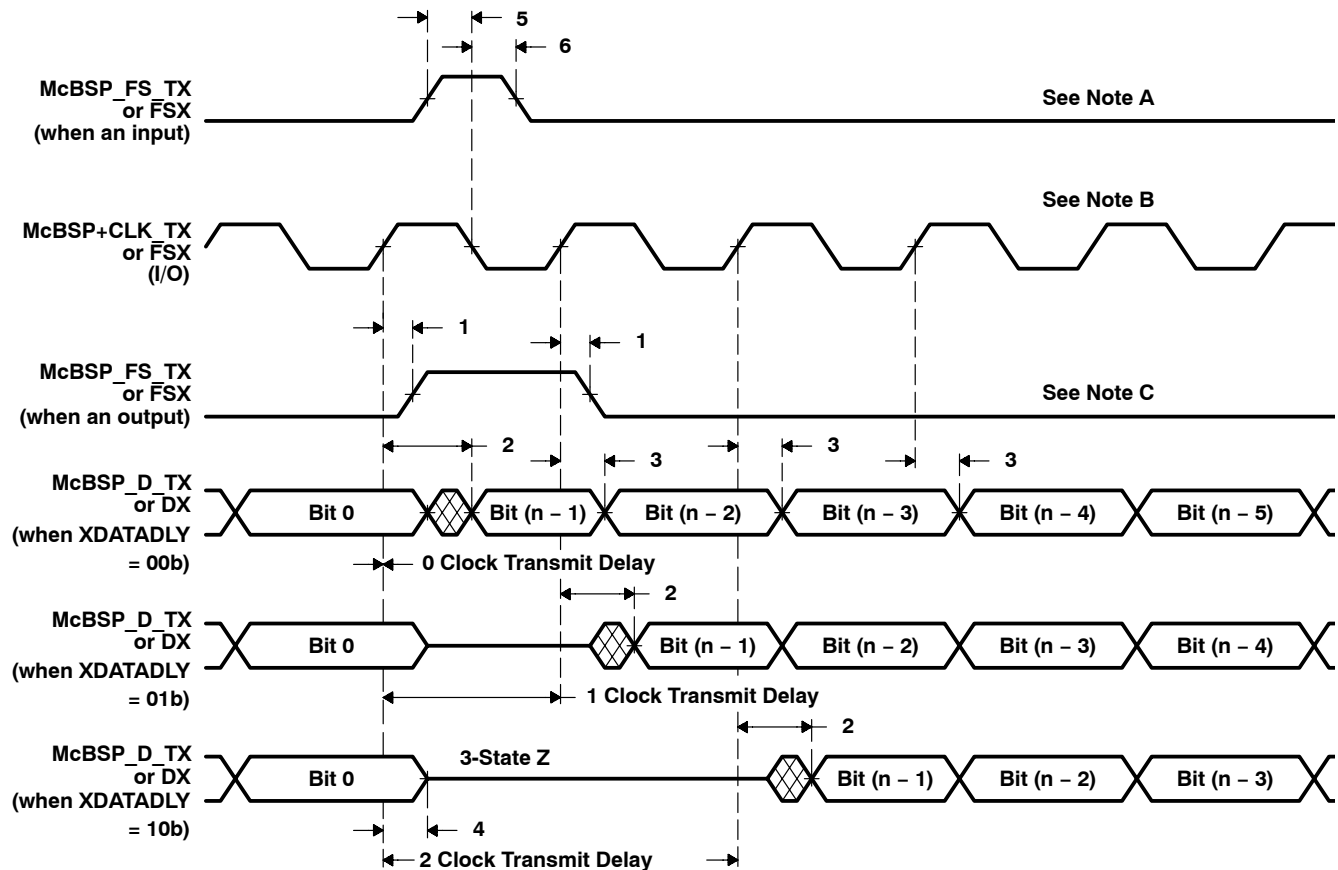 5
6
McBSP_FS_TX
or FSX
(when an input)
See Note A
See Note B
McBSP+CLK_TX
or FSX
(I/O)
1
1
McBSP_FS_TX
or FSX
(when an output)
See Note C
2
3
3
3
McBSP_D_TX
or DX
(when XDATADLY
= 00b)
Bit 0
Bit (n − 1)
Bit (n − 2)
Bit (n − 3)
Bit (n − 4)
Bit (n − 5)
0 Clock Transmit Delay
2
McBSP_D_TX
or DX
(when XDATADLY
= 01b)
Bit 0
Bit (n − 1)
Bit (n − 2)
Bit (n − 3)
Bit (n − 4)
1 Clock Transmit Delay
2
McBSP_D_TX
or DX
(when XDATADLY
= 10b)
3-State Z
Bit 0
Bit (n − 1)
Bit (n − 2)
Bit (n − 3)
4
2 Clock Transmit Delay